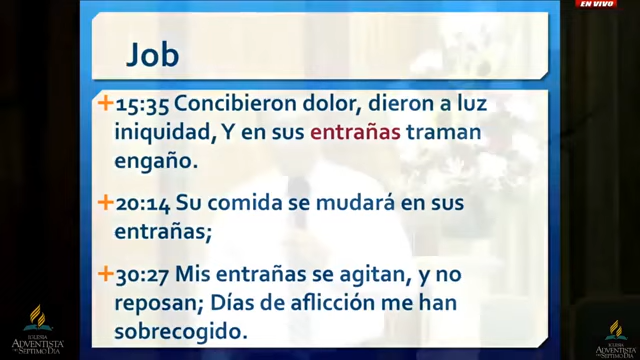 EN VIVO
Job
+15:35 Concibieron dolor, dieron a luz
iniquidad, Y en sus entrañas traman
engaño.
+20:14 Su comida se mudará en sus
entrañas;
+30:27 Mis entrañas se agitan, y no
reposan; Días de aflicción me han
sobrecogido.
IGLESIA
ADVENTISTA
DEL SÉPTIMO DÍA
IGLESIA
ADVENTISTA
DEL SÉPTIMO DÍA